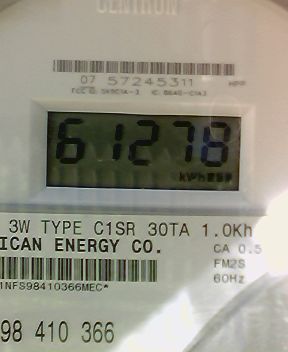 CENTRON
07 57245311
61278
kWh
3W TYPE C1SR 30TA 1.0Kh
ICAN ENERGY CO. CA 0.5
FM2S
60Hz
1NFS98410366MEC*
98 410 366